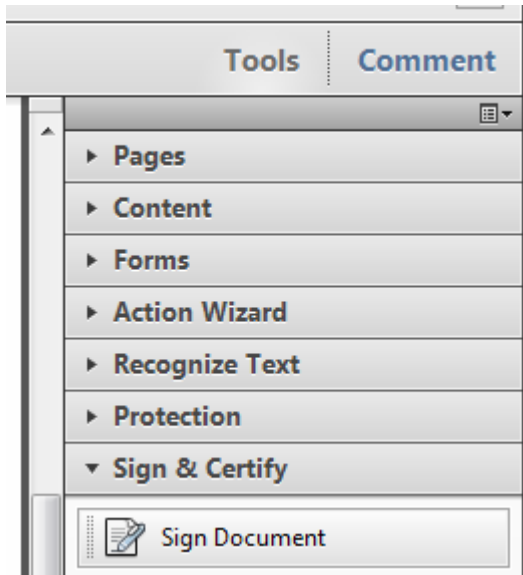 Tools Comment
Pages
Content
Forms
Action Wizard
Recognize Text
Protection
Sign & Certify
Sign Document